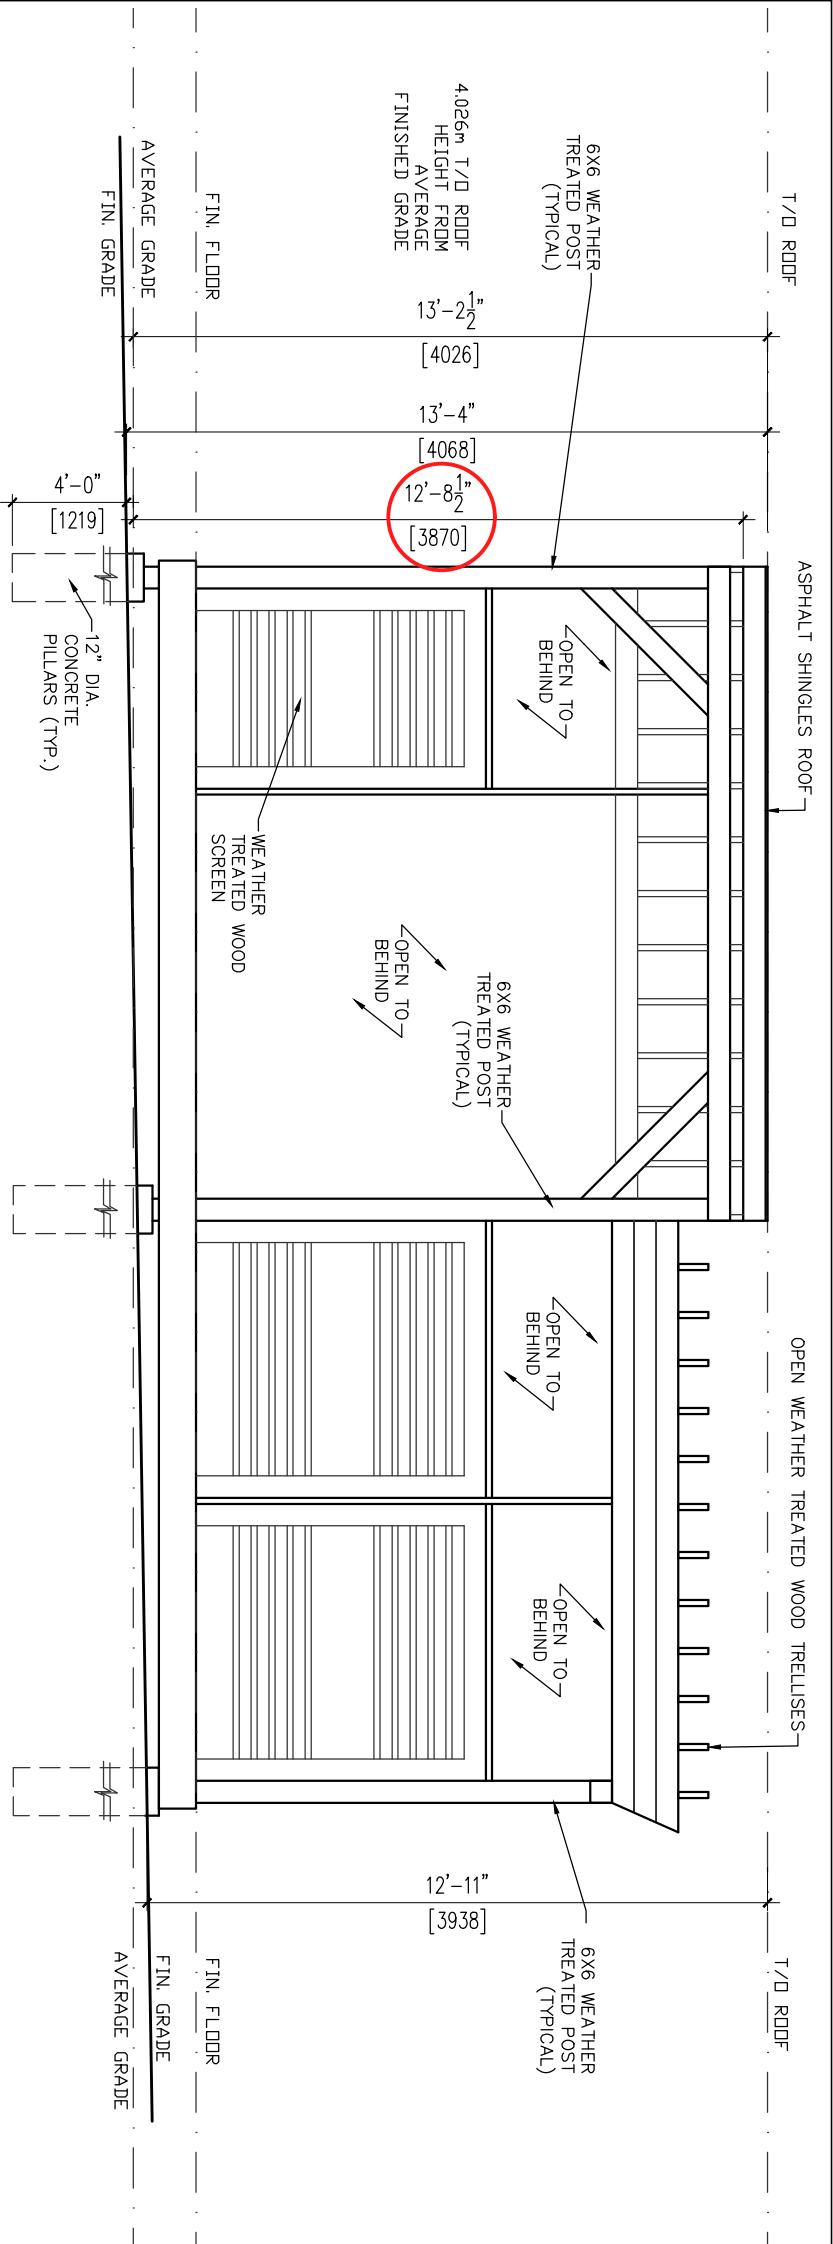 T/O ROOF
ASPHALT SHINGLES ROOF
OPEN WEATHER TREATED WOOD TRELLISES
T/O ROOF
6X6 WEATHER
TREATED POST
(TYPICAL)
4.026m T/O ROOF
HEIGHT FROM
AVERAGE
FINISHED GRADE
13'-2 1/2"
[4026]
13'-4"
[4068]
12'-8 1/2"
[3870]
4'-0"
[1219]
OPEN TO
BEHIND
OPEN TO
BEHIND
6X6 WEATHER
TREATED POST
(TYPICAL)
OPEN TO
BEHIND
OPEN TO
BEHIND
12'-11"
[3938]
6X6 WEATHER
TREATED POST
(TYPICAL)
WEATHER
TREATED WOOD
SCREEN
FIN. FLOOR
AVERAGE GRADE
FIN. GRADE
12" DIA.
CONCRETE
PILLARS (TYP.)
FIN. FLOOR
FIN. GRADE
AVERAGE GRADE